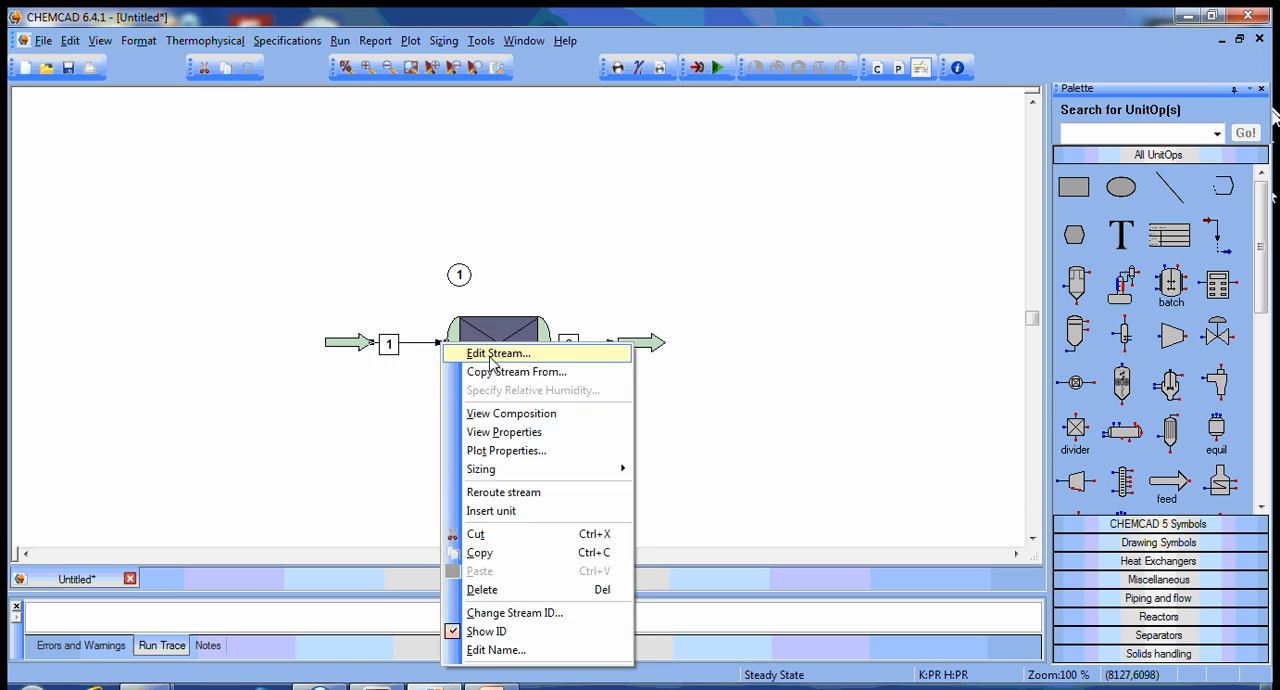 CHEMCAD 6.4.1 - [Untitled*]
File Edit View Format Thermophysical Specifications Run Report Plot Sizing Tools Window Help
C P
Palette
Search for UnitOp(s)
Go!
All UnitOps
T
batch
divider
equil
feed
CHEMCAD 5 Symbols
Drawing Symbols
Heat Exchangers
Miscellaneous
Piping and flow
Reactors
Separators
Solids handling
1
1
Edit Stream...
Copy Stream From...
Specify Relative Humidity...
View Composition
View Properties
Plot Properties...
Sizing
Reroute stream
Insert unit
Cut Ctrl+X
Copy Ctrl+C
Paste Ctrl+V
Delete Del
Change Stream ID...
Show ID
Edit Name...
Untitled*
Errors and Warnings Run Trace Notes
Steady State K:PR H:PR Zoom:100 % (8127,6098)